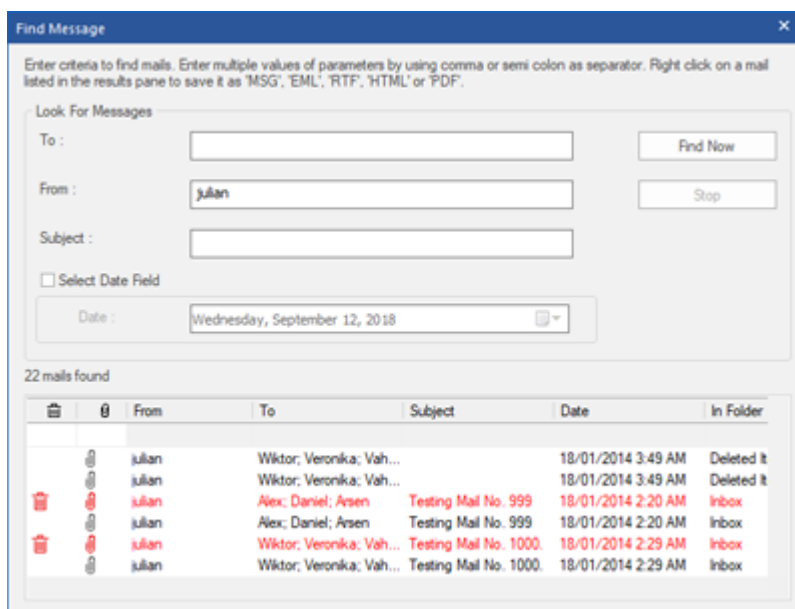 Find Message
Enter criteria to find mails. Enter multiple values of parameters by using comma or semi colon as separator. Right click on a mail
listed in the results pane to save it as 'MSG', 'EML', 'RTF', 'HTML' or 'PDF'.
Look For Messages
To :
Find Now
From :
julian
Stop
Subject :
Select Date Field
Date :
Wednesday, September 12, 2018
22 mails found
From To Subject Date In Folder
julian Wiktor; Veronika; Vah... 18/01/2014 3:49 AM Deleted It
julian Wiktor; Veronika; Vah... 18/01/2014 3:49 AM Deleted It
julian Alex; Daniel; Arsen Testing Mail No. 999 18/01/2014 2:20 AM Inbox
julian Alex; Daniel; Arsen Testing Mail No. 999 18/01/2014 2:20 AM Inbox
julian Wiktor; Veronika; Vah... Testing Mail No. 1000. 18/01/2014 2:29 AM Inbox
julian Wiktor; Veronika; Vah... Testing Mail No. 1000. 18/01/2014 2:29 AM Inbox